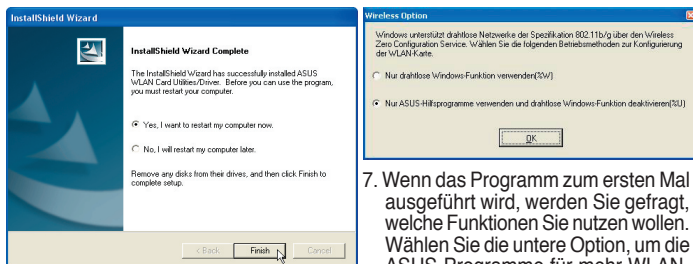 InstallShield Wizard
InstallShield Wizard Complete
The InstallShield Wizard has successfully installed ASUS
WLAN Card Utilities/Driver. Before you can use the program,
you must restart your computer.
Yes, I want to restart my computer now.
No, I will restart my computer later.
Remove any disks from their drives, and then click Finish to
complete setup.
< Back Finish Cancel
Wireless Option
Windows unterstützt drahtlose Netzwerke der Spezifikation 802.11b/g über den Wireless
Zero Configuration Service. Wählen Sie die folgenden Betriebsmethoden zur Konfigurierung
der WLAN-Karte.
Nur drahtlose Windows-Funktion verwenden(%W)
Nur ASUS-Hilfsprogramme verwenden und drahtlose Windows-Funktion deaktivieren(%U)
OK
7. Wenn das Programm zum ersten Mal
ausgeführt wird, werden Sie gefragt,
welche Funktionen Sie nutzen wollen.
Wählen Sie die untere Option, um die
ASUS-Programme für mehr WLAN-